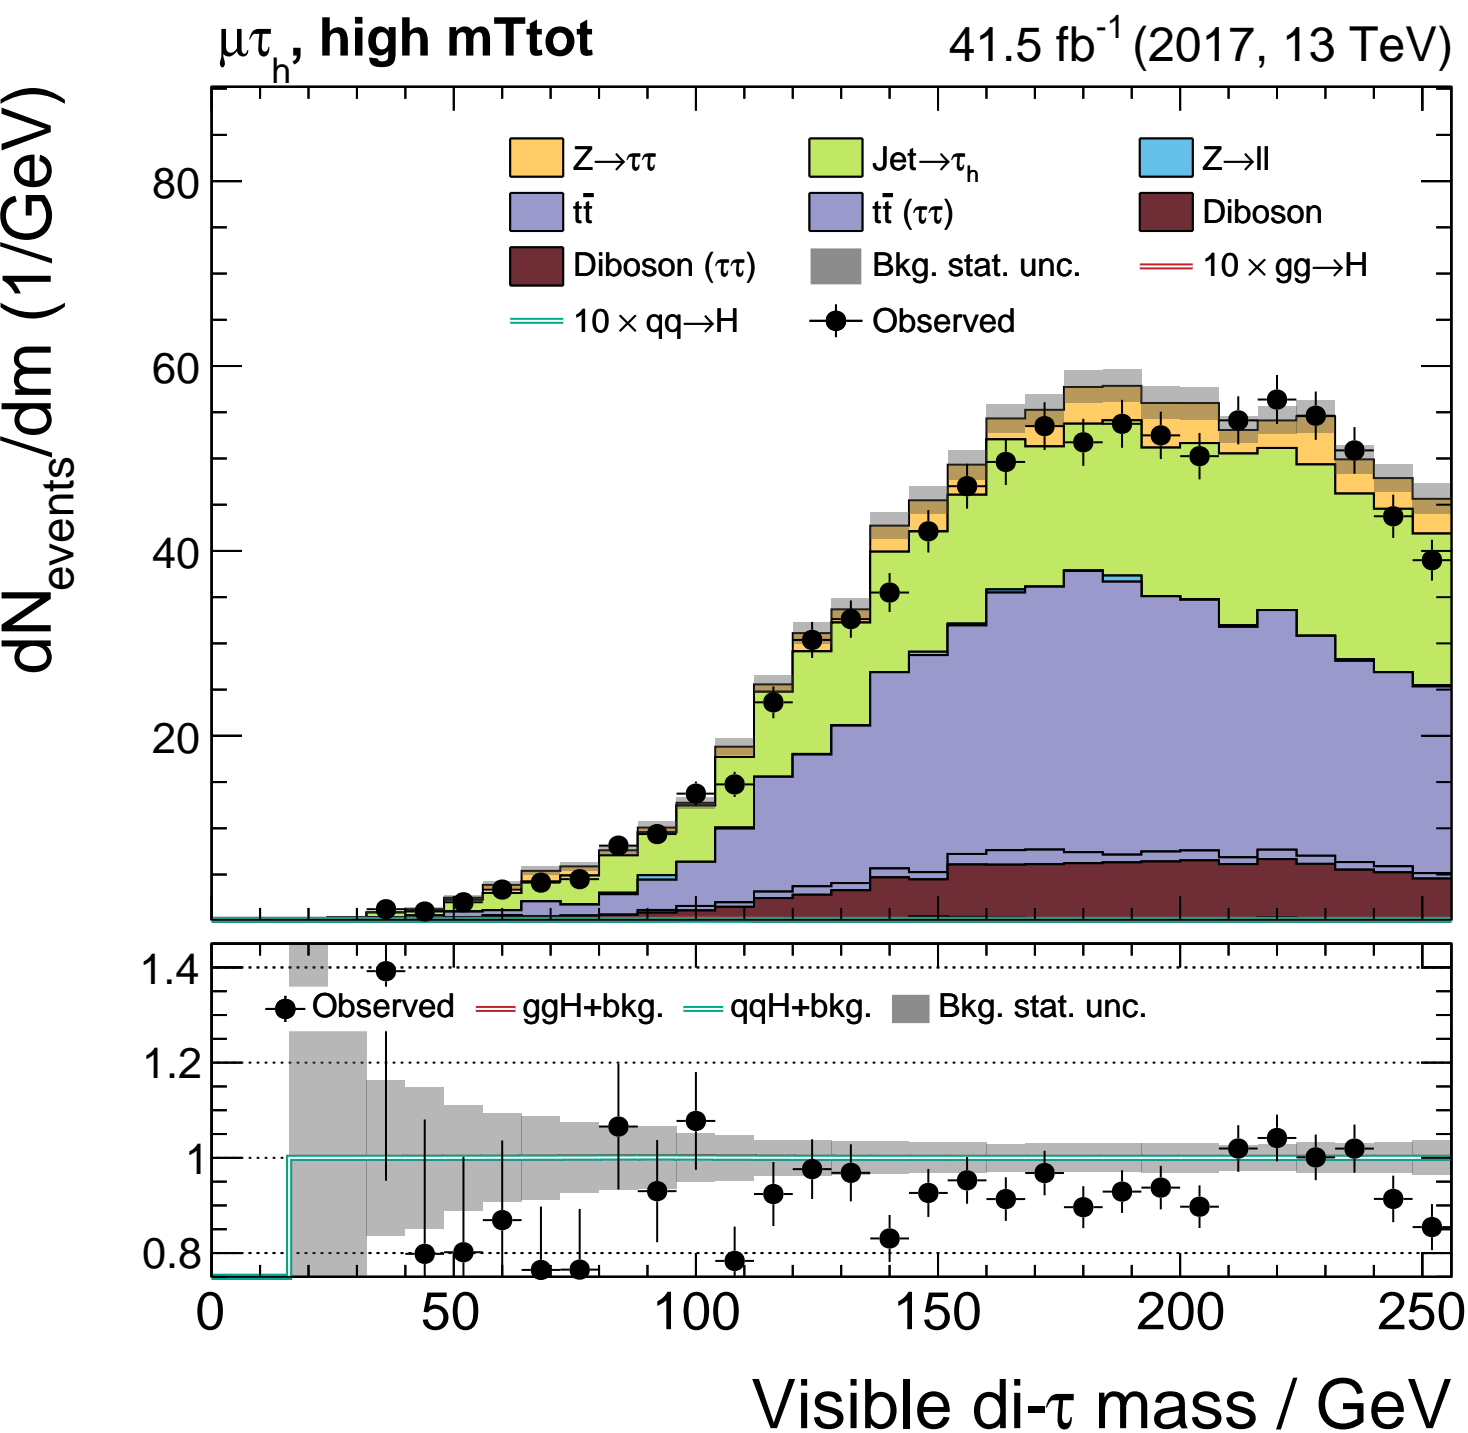 μτh, high mTtot 41.5 fb-1 (2017, 13 TeV)
dNevents/dm (1/GeV)
80
60
40
20
Z→ττ Jet→τh Z→ll
tt̄ tt̄ (ττ) Diboson
Diboson (ττ) Bkg. stat. unc. 10 × gg→H
10 × qq→H Observed
1.4
1.2
1
0.8
Observed ggH+bkg. qqH+bkg. Bkg. stat. unc.
0 50 100 150 200 250
Visible di-τ mass / GeV